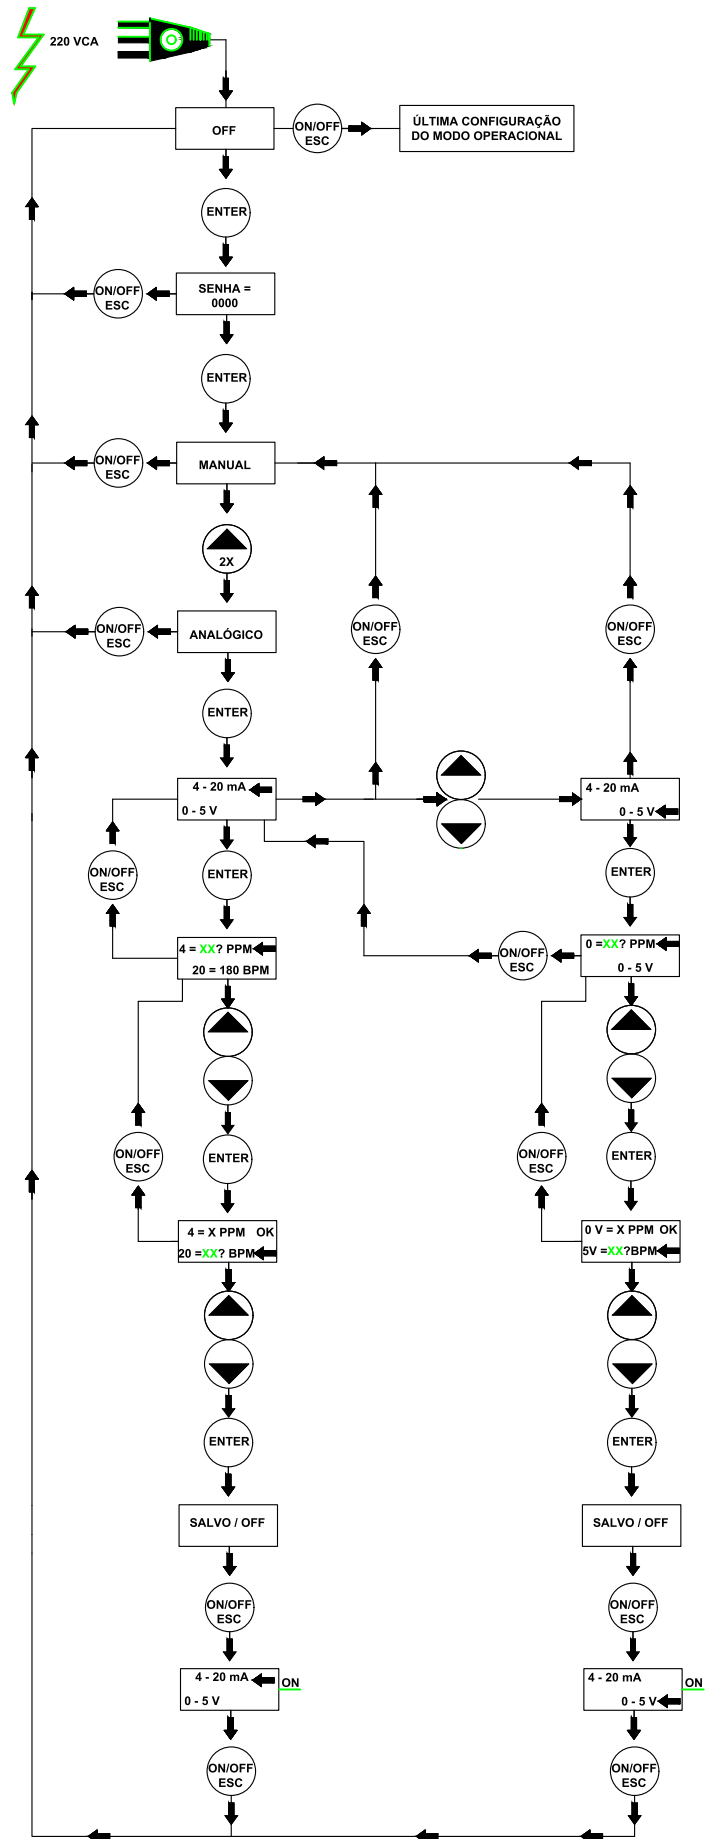 220 VCA
OFF
ON/OFF
ESC
ÚLTIMA CONFIGURAÇÃO
DO MODO OPERACIONAL
ENTER
ON/OFF
ESC
SENHA =
0000
ENTER
ON/OFF
ESC
MANUAL
2X
ON/OFF
ESC
ANALÓGICO
ON/OFF
ESC
ON/OFF
ESC
ENTER
4 - 20 mA
0 - 5 V
4 - 20 mA
0 - 5 V
ON/OFF
ESC
ENTER
ENTER
4 = XX? PPM
20 = 180 BPM
ON/OFF
ESC
0 =XX? PPM
0 - 5 V
ON/OFF
ESC
ENTER
ON/OFF
ESC
ENTER
4 = X PPM OK
20 =XX? BPM
0 V = X PPM OK
5V =XX?BPM
ENTER
ENTER
SALVO / OFF
SALVO / OFF
ON/OFF
ESC
ON/OFF
ESC
4 - 20 mA
0 - 5 V
ON
4 - 20 mA
0 - 5 V
ON
ON/OFF
ESC
ON/OFF
ESC